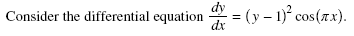 Consider the differential equation dy/dx = (y − 1)² cos(πx).